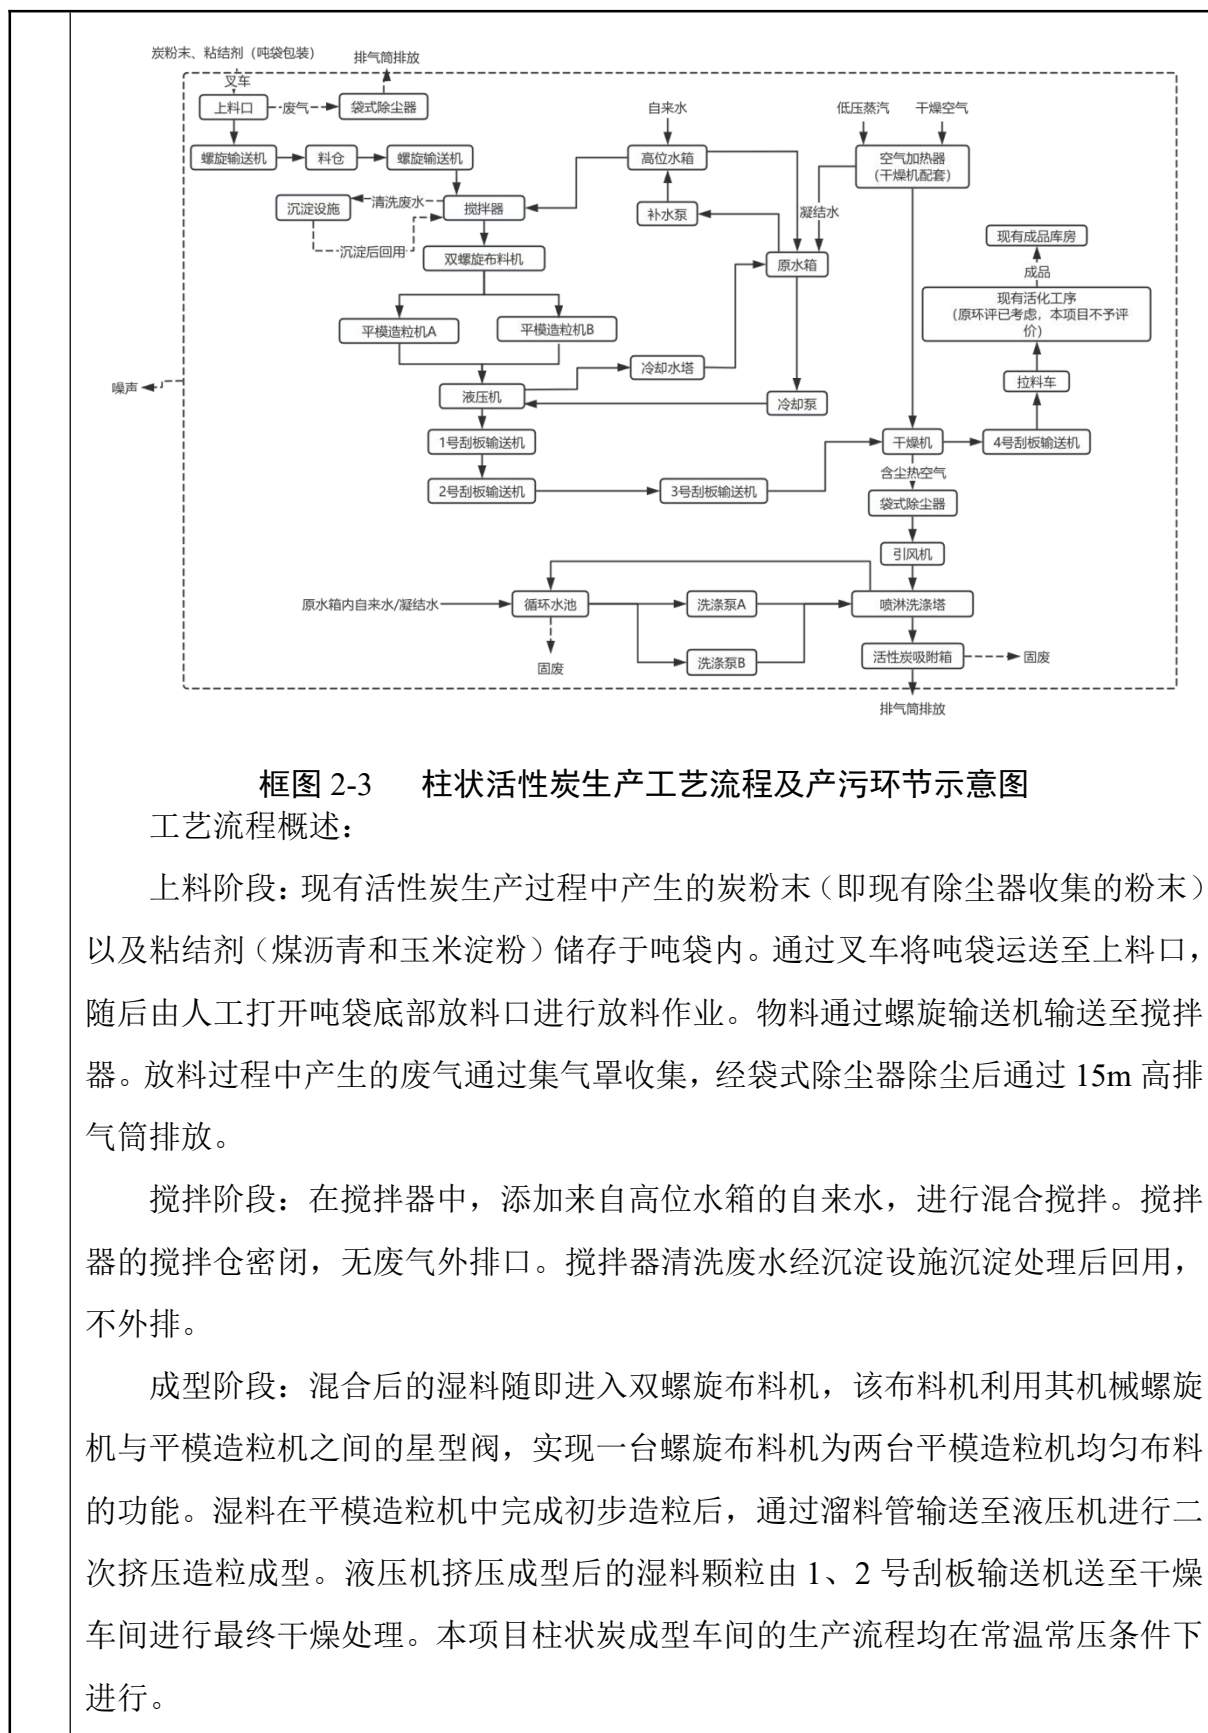 炭粉末、粘结剂（吨袋包装）
排气筒排放
叉车
上料口
废气
袋式除尘器
自来水
低压蒸汽
干燥空气
螺旋输送机
料仓
螺旋输送机
高位水箱
空气加热器
（干燥机配套）
沉淀设施
清洗废水
搅拌器
补水泵
凝结水
沉淀后回用
双螺旋布料机
原水箱
现有成品库房
成品
现有活化工序
（原环评已考虑，本项目不予评
价）
平模造粒机A
平模造粒机B
冷却水塔
拉料车
噪声
液压机
冷却泵
1号刮板输送机
干燥机
4号刮板输送机
含尘热空气
2号刮板输送机
3号刮板输送机
袋式除尘器
引风机
原水箱内自来水/凝结水
循环水池
洗涤泵A
喷淋洗涤塔
固废
洗涤泵B
活性炭吸附箱
固废
排气筒排放
框图 2-3 柱状活性炭生产工艺流程及产污环节示意图
工艺流程概述：
上料阶段：现有活性炭生产过程中产生的炭粉末（即现有除尘器收集的粉末）
以及粘结剂（煤沥青和玉米淀粉）储存于吨袋内。通过叉车将吨袋运送至上料口，
随后由人工打开吨袋底部放料口进行放料作业。物料通过螺旋输送机输送至搅拌
器。放料过程中产生的废气通过集气罩收集，经袋式除尘器除尘后通过 15m 高排
气筒排放。
搅拌阶段：在搅拌器中，添加来自高位水箱的自来水，进行混合搅拌。搅拌
器的搅拌仓密闭，无废气外排口。搅拌器清洗废水经沉淀设施沉淀处理后回用，
不外排。
成型阶段：混合后的湿料随即进入双螺旋布料机，该布料机利用其机械螺旋
机与平模造粒机之间的星型阀，实现一台螺旋布料机为两台平模造粒机均匀布料
的功能。湿料在平模造粒机中完成初步造粒后，通过溜料管输送至液压机进行二
次挤压造粒成型。液压机挤压成型后的湿料颗粒由 1、2 号刮板输送机送至干燥
车间进行最终干燥处理。本项目柱状炭成型车间的生产流程均在常温常压条件下
进行。